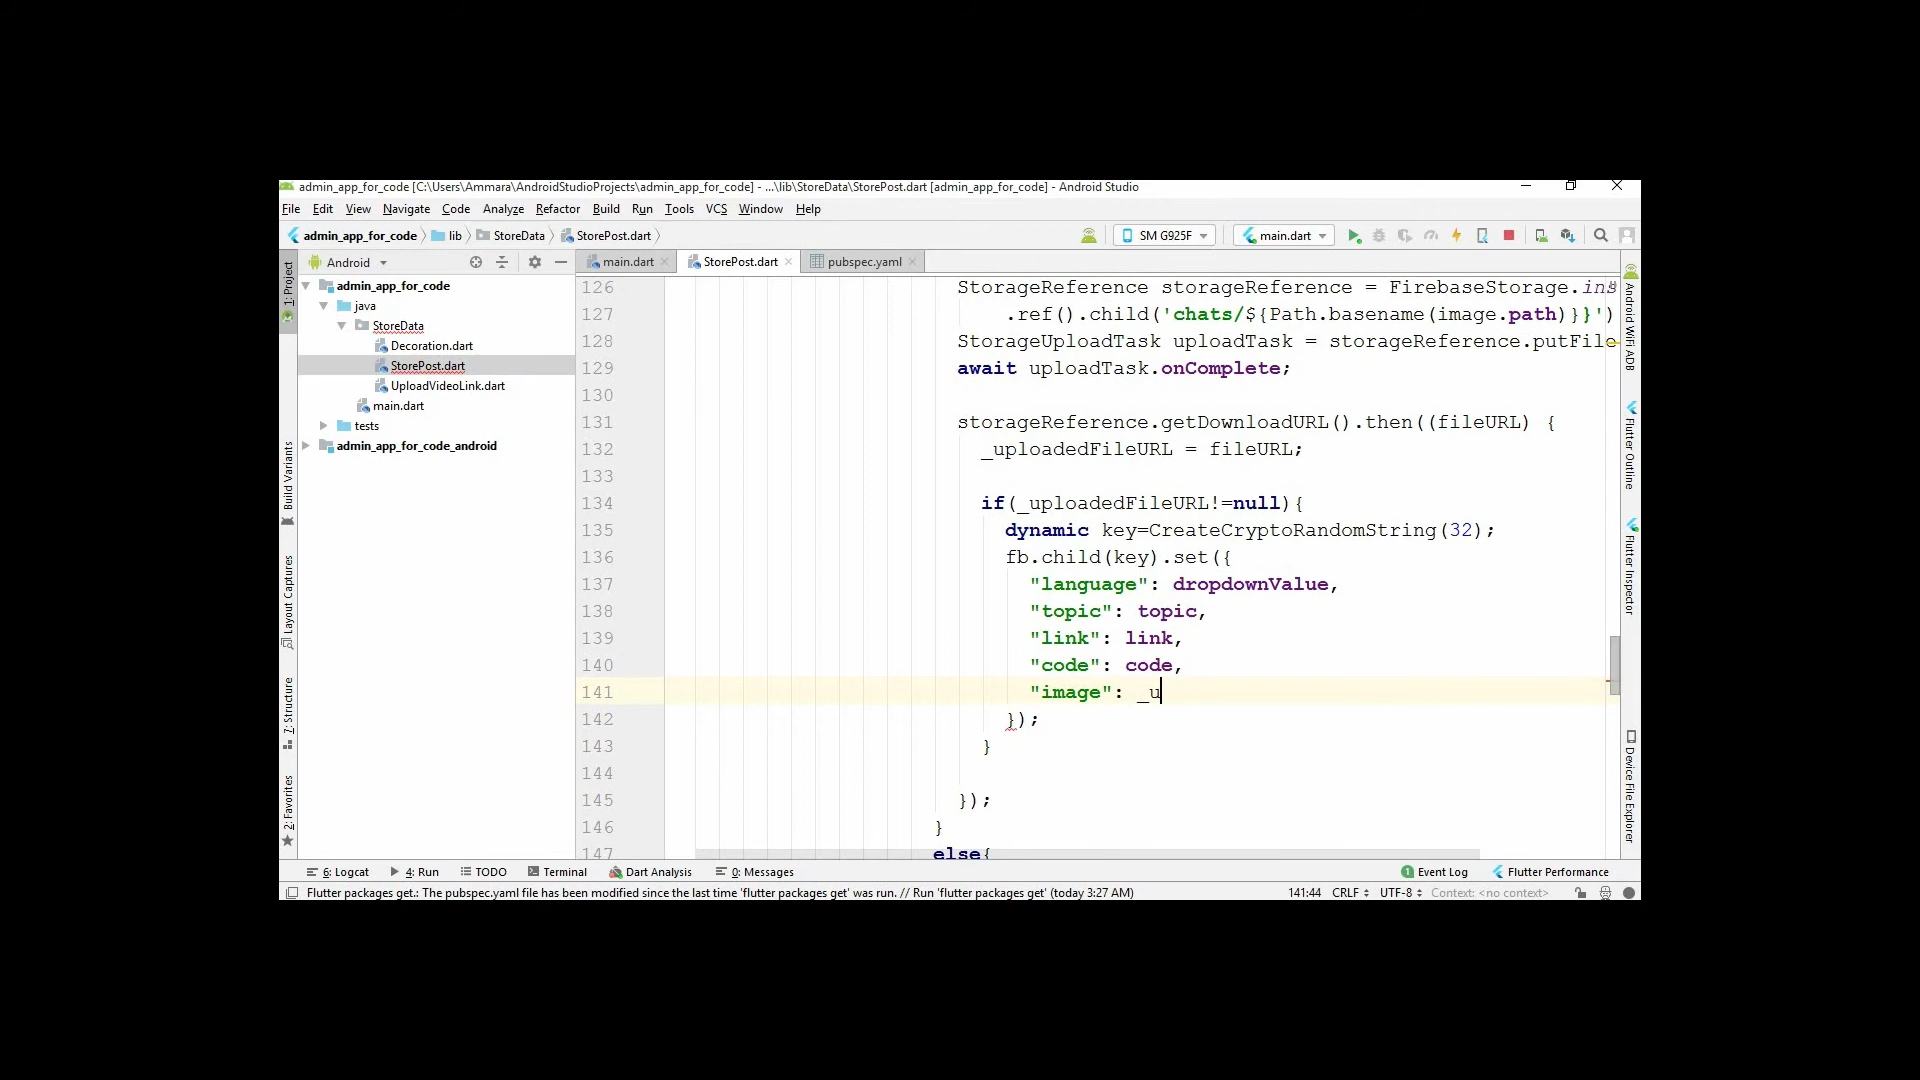 admin_app_for_code [C:\Users\Ammara\AndroidStudioProjects\admin_app_for_code] - ...\lib\StoreData\StorePost.dart [admin_app_for_code] - Android Studio
File Edit View Navigate Code Analyze Refactor Build Run Tools VCS Window Help
admin_app_for_code lib StoreData StorePost.dart SM G925F main.dart
Android main.dart StorePost.dart pubspec.yaml
1: Project
Build Variants
Layout Captures
7: Structure
2: Favorites
admin_app_for_code
java
StoreData
Decoration.dart
StorePost.dart
UploadVideoLink.dart
main.dart
tests
admin_app_for_code_android
126 StorageReference storageReference = FirebaseStorage.ins
127 .ref().child('chats/${Path.basename(image.path)}}')
128 StorageUploadTask uploadTask = storageReference.putFile
129 await uploadTask.onComplete;
130
131 storageReference.getDownloadURL().then((fileURL) {
132 _uploadedFileURL = fileURL;
133
134 if(_uploadedFileURL!=null){
135 dynamic key=CreateCryptoRandomString(32);
136 fb.child(key).set({
137 "language": dropdownValue,
138 "topic": topic,
139 "link": link,
140 "code": code,
141 "image": _u
142 });
143 }
144
145 });
146 }
147 else{
Android WiFi ADB
Flutter Outline
Flutter Inspector
Device File Explorer
6: Logcat 4: Run TODO Terminal Dart Analysis 0: Messages 1 Event Log Flutter Performance
Flutter packages get.: The pubspec.yaml file has been modified since the last time 'flutter packages get' was run. // Run 'flutter packages get' (today 3:27 AM) 141:44 CRLF UTF-8 Context: <no context>